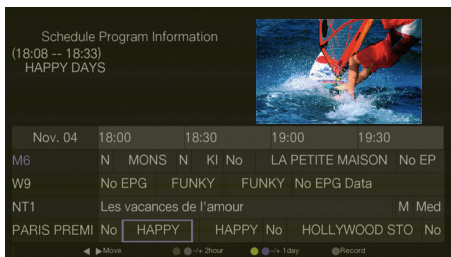 Schedule Program Information
(18:08 -- 18:33)
HAPPY DAYS
Nov. 04 18:00 18:30 19:00 19:30
M6 N MONS N KI No LA PETITE MAISON No EP
W9 No EPG FUNKY FUNKY No EPG Data
NT1 Les vacances de l'amour M Med
PARIS PREMI No HAPPY HAPPY No HOLLYWOOD STO No
◀ ▶Move -/+ 2hour -/+ 1day Record